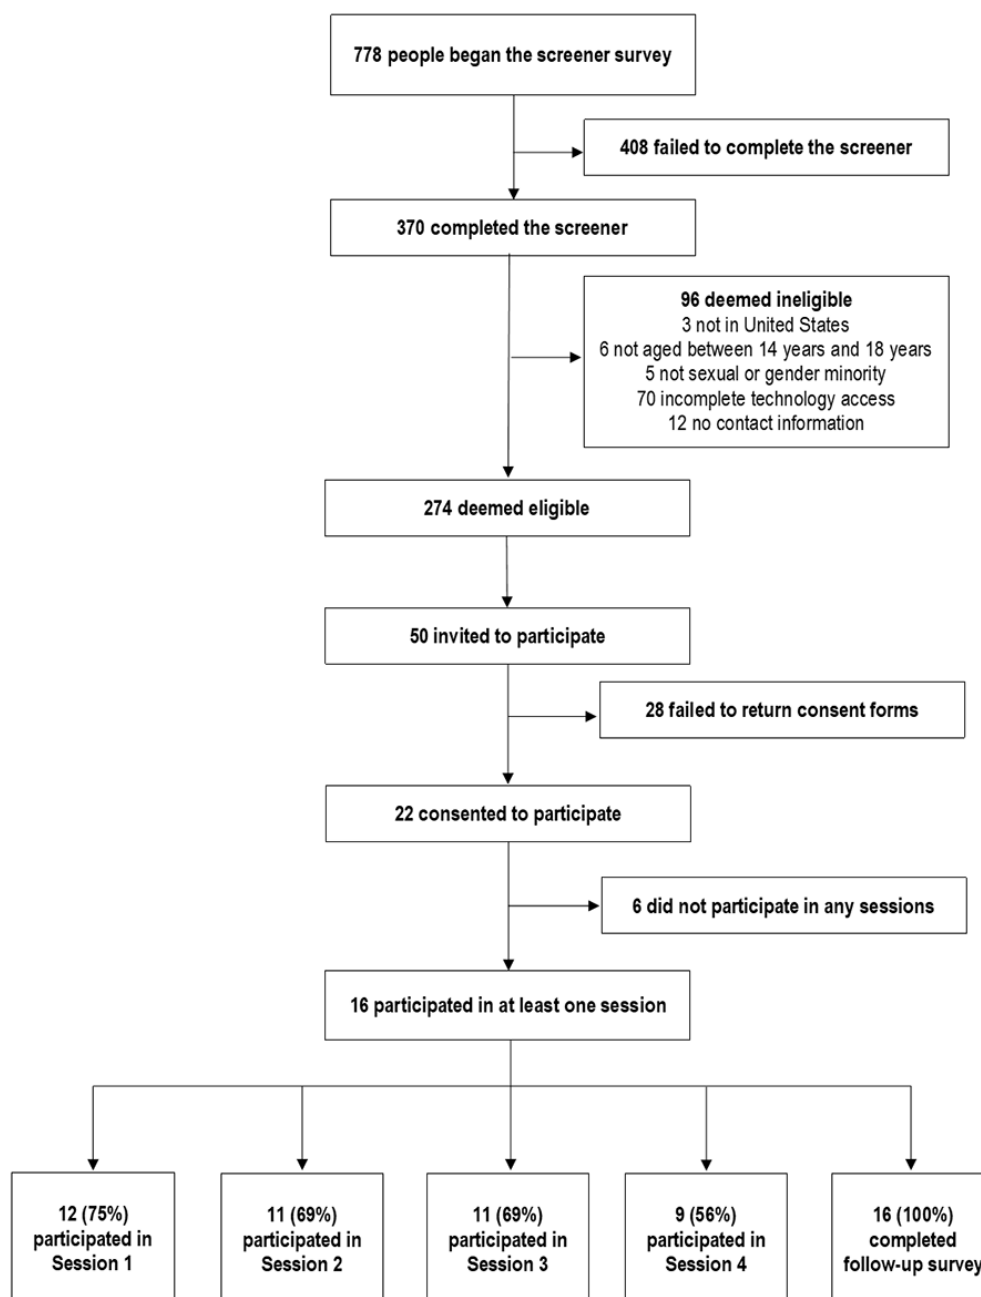 778 people began the screener survey
408 failed to complete the screener
370 completed the screener
96 deemed ineligible
3 not in United States
6 not aged between 14 years and 18 years
5 not sexual or gender minority
70 incomplete technology access
12 no contact information
274 deemed eligible
50 invited to participate
28 failed to return consent forms
22 consented to participate
6 did not participate in any sessions
16 participated in at least one session
12 (75%)
participated in
Session 1
11 (69%)
participated in
Session 2
11 (69%)
participated in
Session 3
9 (56%)
participated in
Session 4
16 (100%)
completed
follow-up survey